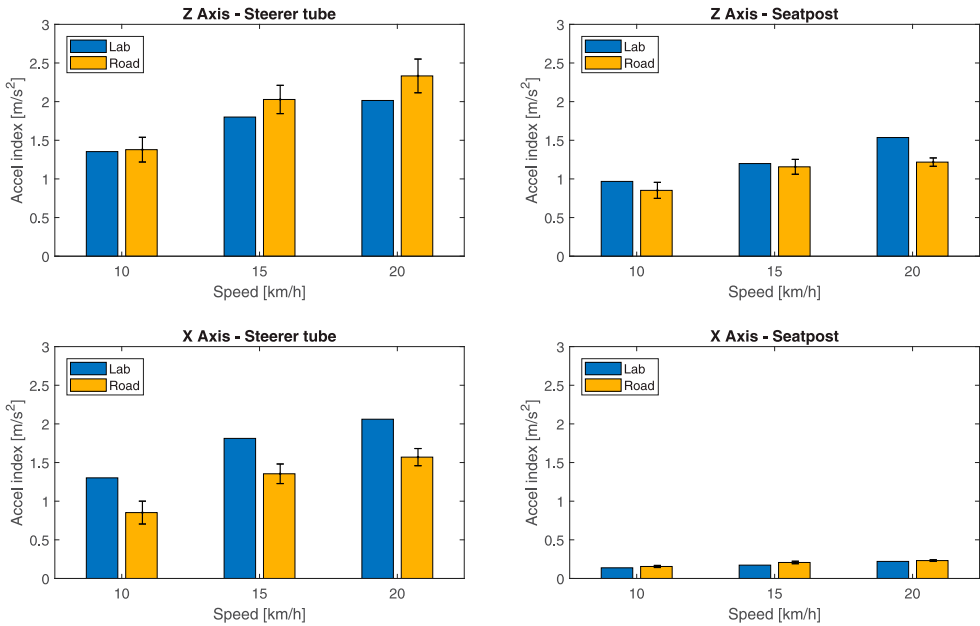 Z Axis - Steerer tube
3
2.5
2
1.5
1
0.5
0
Accel index [m/s²]
Lab
Road
10
15
20
Speed [km/h]
Z Axis - Seatpost
3
2.5
2
1.5
1
0.5
0
Accel index [m/s²]
Lab
Road
10
15
20
Speed [km/h]
X Axis - Steerer tube
3
2.5
2
1.5
1
0.5
0
Accel index [m/s²]
Lab
Road
10
15
20
Speed [km/h]
X Axis - Seatpost
3
2.5
2
1.5
1
0.5
0
Accel index [m/s²]
Lab
Road
10
15
20
Speed [km/h]